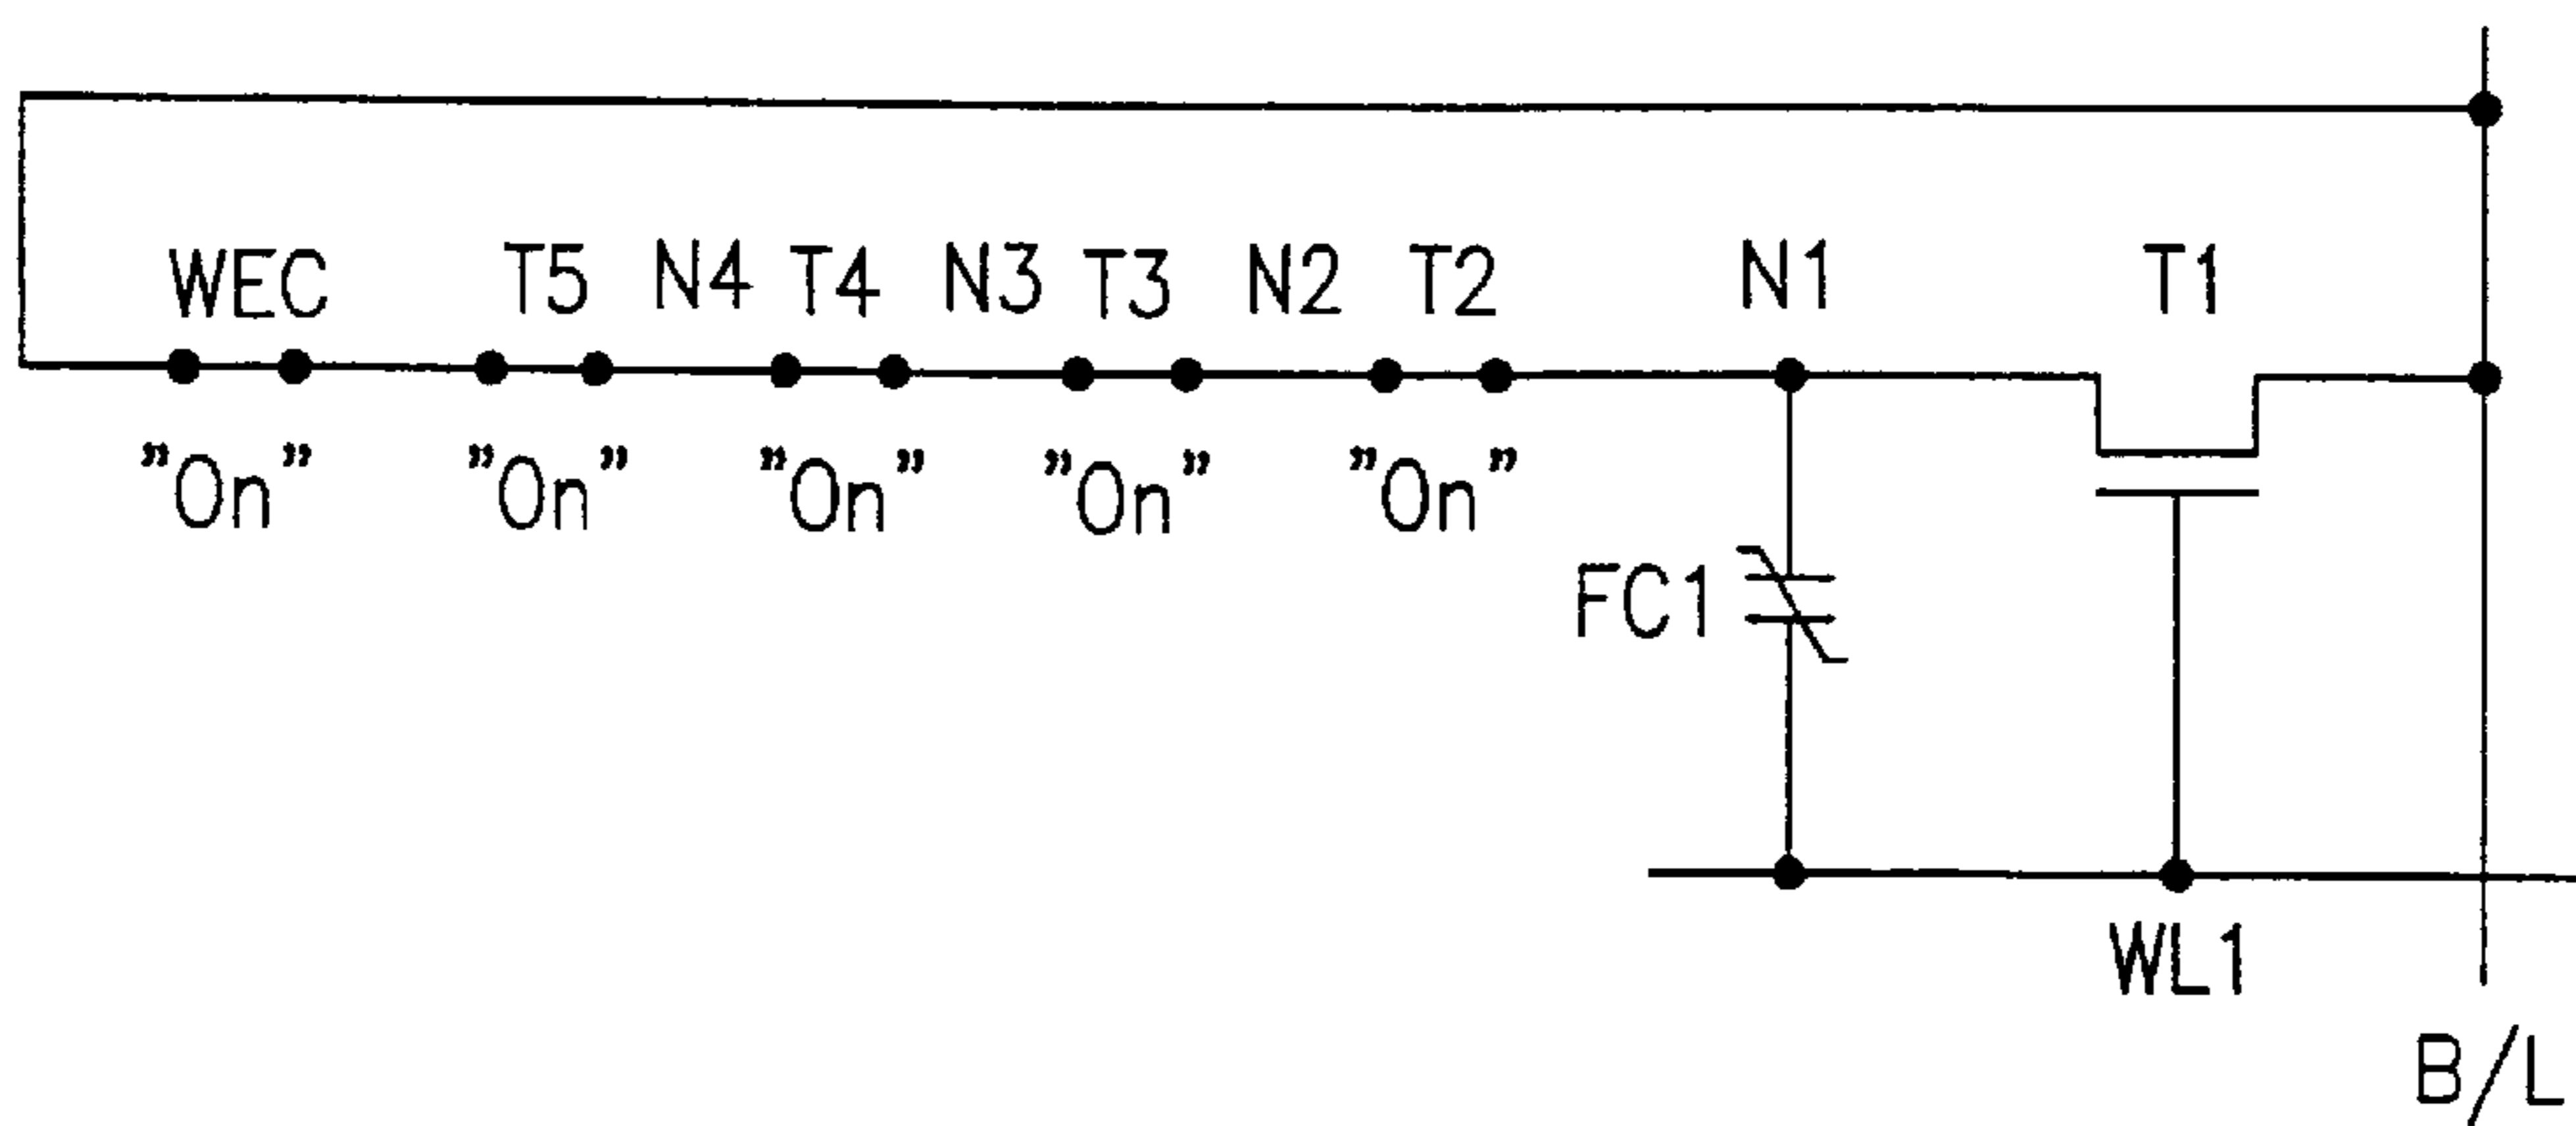 WEC T5 N4 T4 N3 T3 N2 T2 N1 T1
”On” ”On” ”On” ”On” ”On”
FC1
WL1
B/L